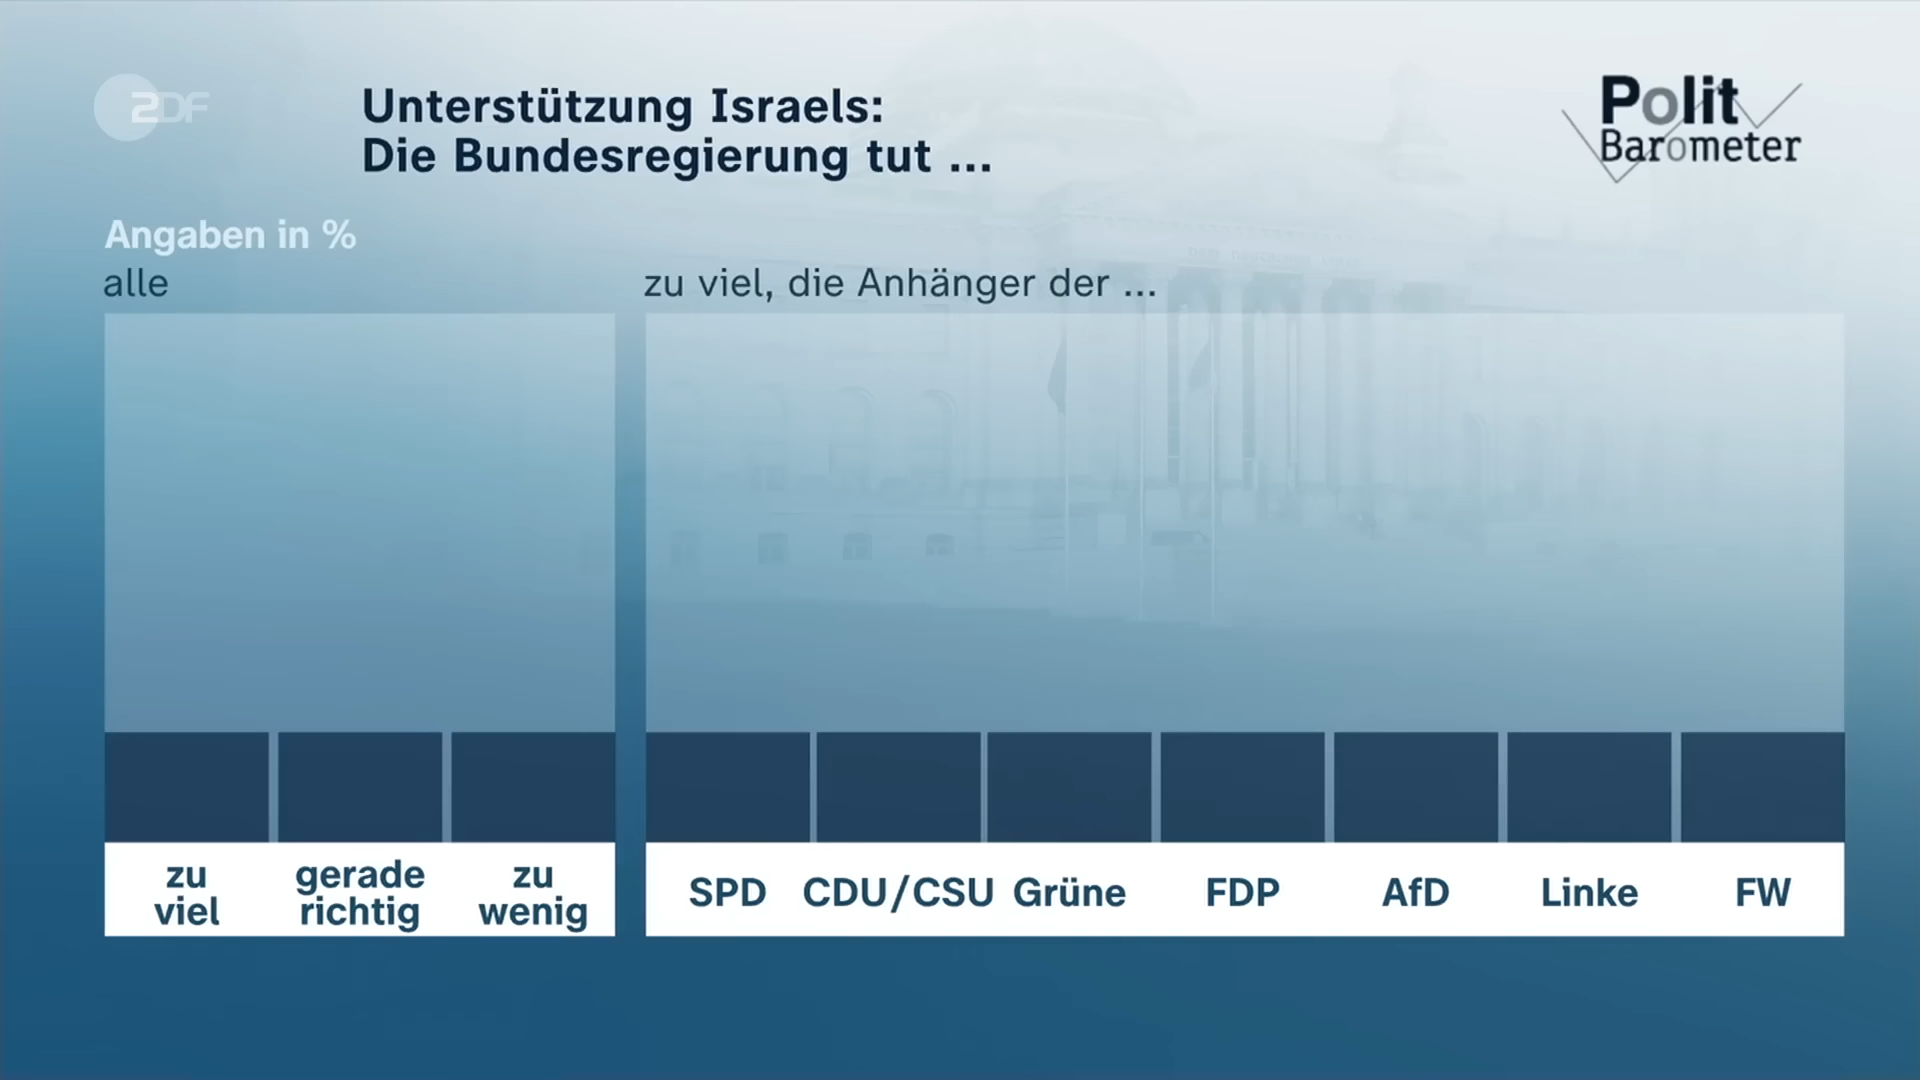 ZDF
Unterstützung Israels:
Die Bundesregierung tut ...
Polit
Barometer
Angaben in %
alle
zu viel, die Anhänger der ...
zu viel
gerade richtig
zu wenig
SPD
CDU/CSU
Grüne
FDP
AfD
Linke
FW